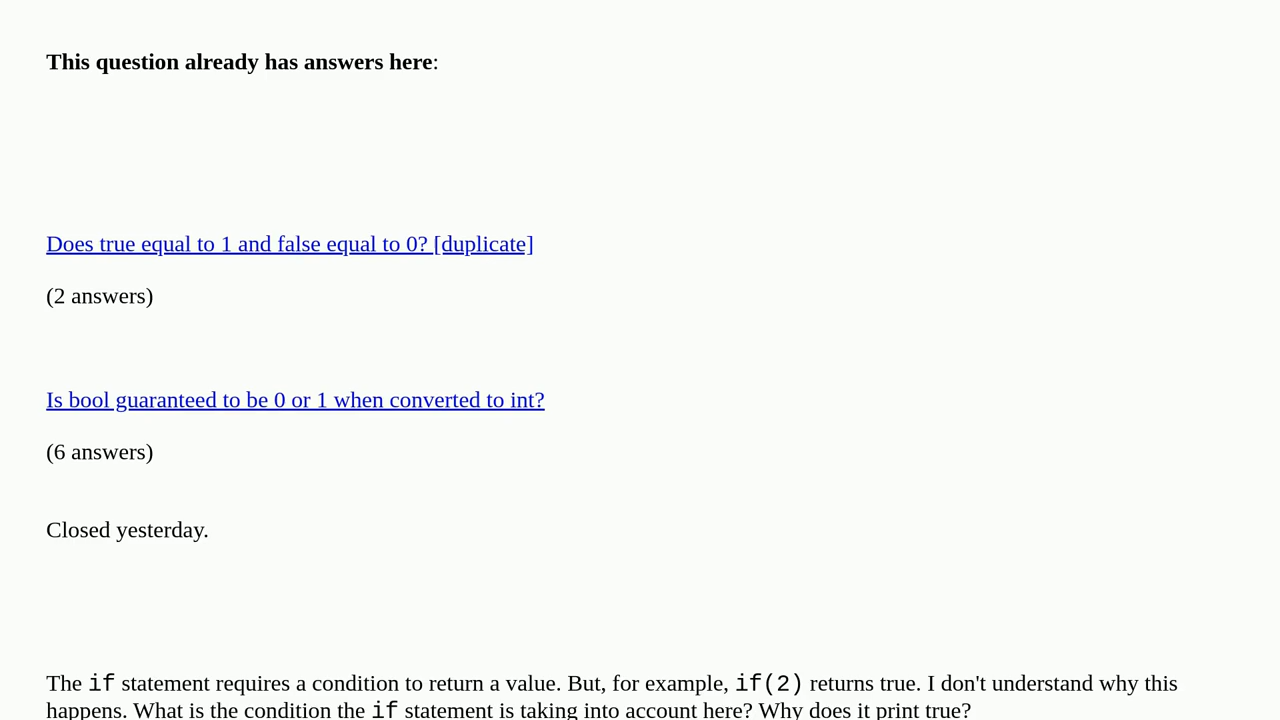 This question already has answers here:
Does true equal to 1 and false equal to 0? [duplicate]
(2 answers)
Is bool guaranteed to be 0 or 1 when converted to int?
(6 answers)
Closed yesterday.
The if statement requires a condition to return a value. But, for example, if(2) returns true. I don't understand why this
happens. What is the condition the if statement is taking into account here? Why does it print true?